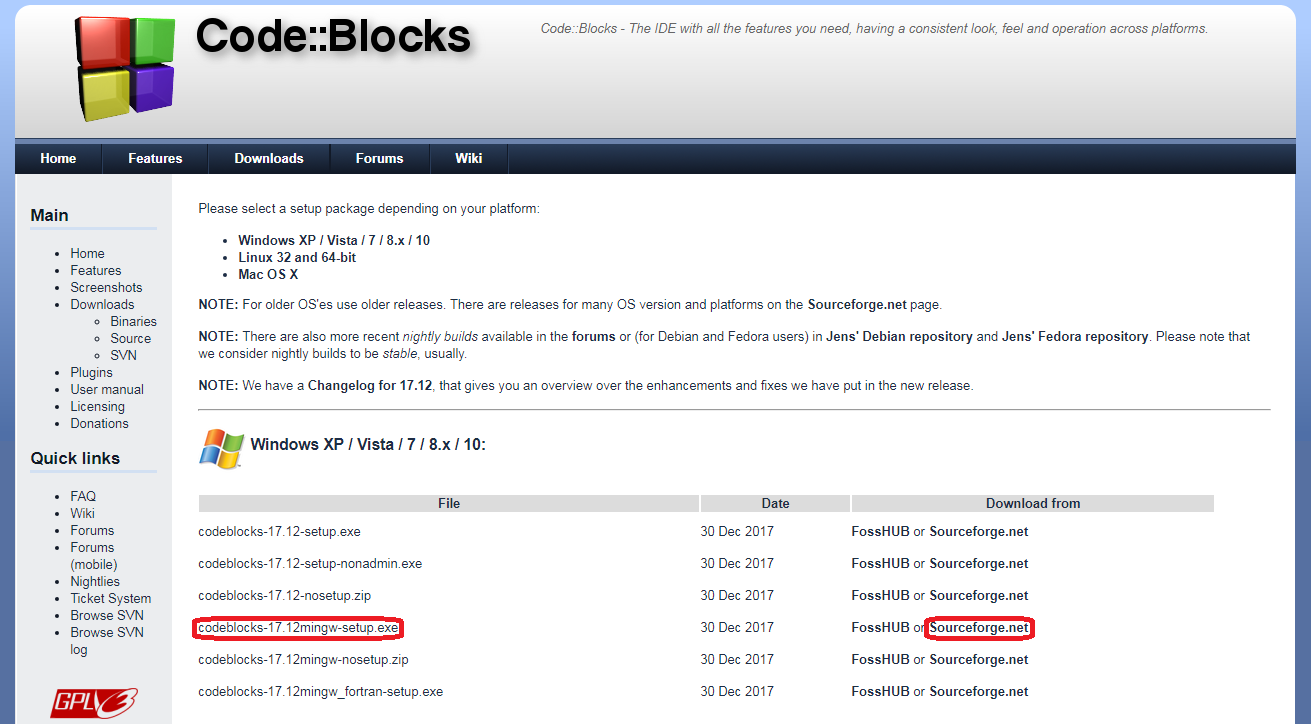 Code::Blocks
Code::Blocks - The IDE with all the features you need, having a consistent look, feel and operation across platforms.
Home Features Downloads Forums Wiki
Main
Home
Features
Screenshots
Downloads
Binaries
Source
SVN
Plugins
User manual
Licensing
Donations
Quick links
FAQ
Wiki
Forums
Forums
(mobile)
Nightlies
Ticket System
Browse SVN
Browse SVN
log
GPLv3
Please select a setup package depending on your platform:
Windows XP / Vista / 7 / 8.x / 10
Linux 32 and 64-bit
Mac OS X
NOTE: For older OS'es use older releases. There are releases for many OS version and platforms on the Sourceforge.net page.
NOTE: There are also more recent nightly builds available in the forums or (for Debian and Fedora users) in Jens' Debian repository and Jens' Fedora repository. Please note that
we consider nightly builds to be stable, usually.
NOTE: We have a Changelog for 17.12, that gives you an overview over the enhancements and fixes we have put in the new release.
Windows XP / Vista / 7 / 8.x / 10:
File Date Download from
codeblocks-17.12-setup.exe 30 Dec 2017 FossHUB or Sourceforge.net
codeblocks-17.12-setup-nonadmin.exe 30 Dec 2017 FossHUB or Sourceforge.net
codeblocks-17.12-nosetup.zip 30 Dec 2017 FossHUB or Sourceforge.net
codeblocks-17.12mingw-setup.exe 30 Dec 2017 FossHUB or Sourceforge.net
codeblocks-17.12mingw-nosetup.zip 30 Dec 2017 FossHUB or Sourceforge.net
codeblocks-17.12mingw_fortran-setup.exe 30 Dec 2017 FossHUB or Sourceforge.net